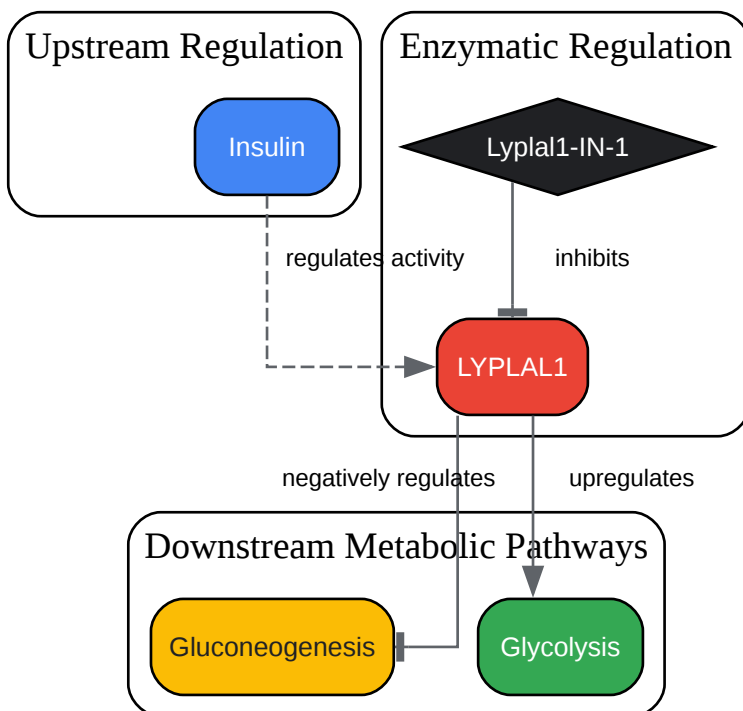 Upstream Regulation
Enzymatic Regulation
Insulin
Lyplal1-IN-1
regulates activity
inhibits
LYPLAL1
negatively regulates
upregulates
Downstream Metabolic Pathways
Gluconeogenesis
Glycolysis